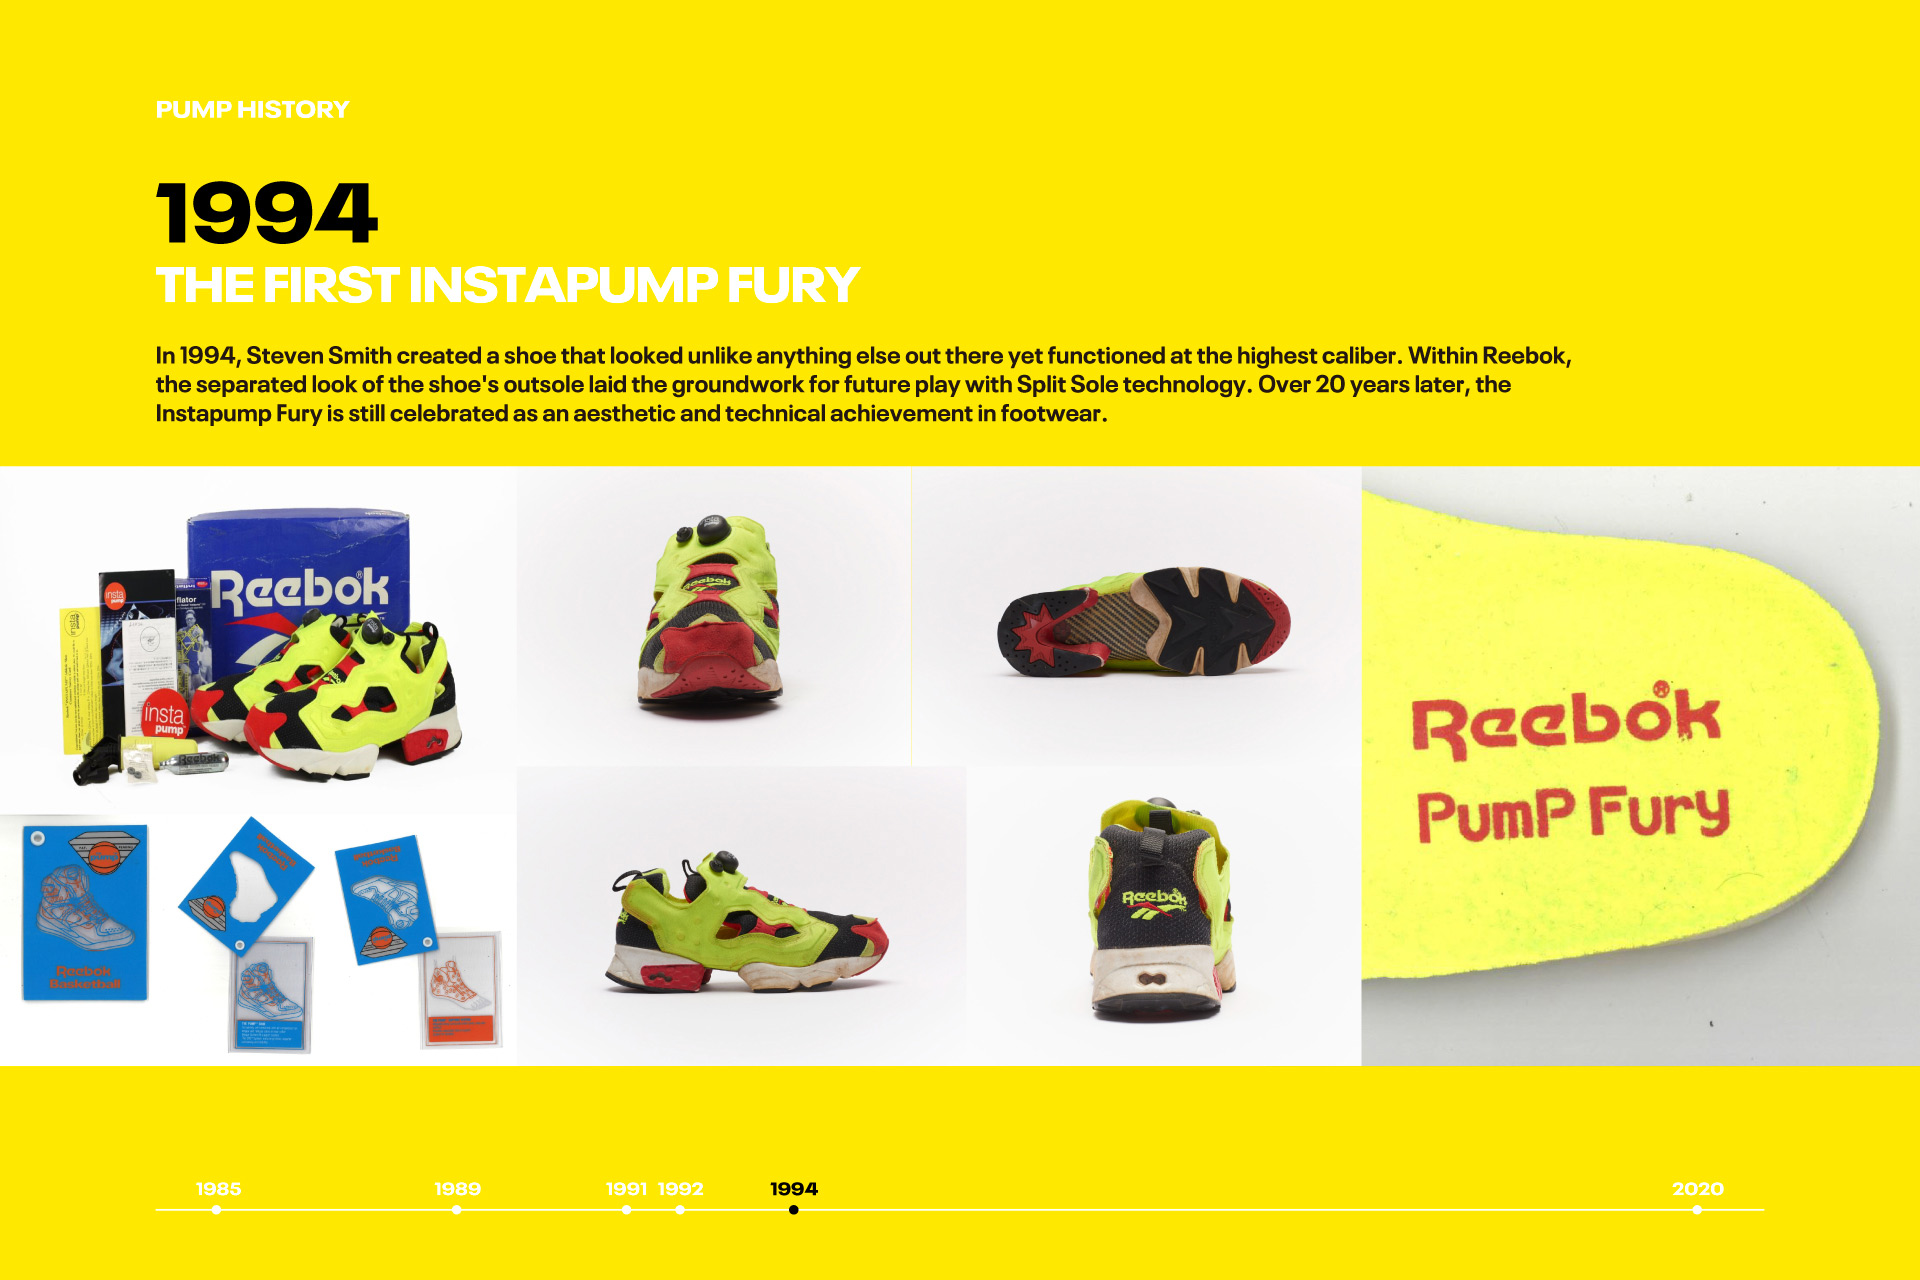 PUMP HISTORY
1994
THE FIRST INSTAPUMP FURY
In 1994, Steven Smith created a shoe that looked unlike anything else out there yet functioned at the highest caliber. Within Reebok,
the separated look of the shoe's outsole laid the groundwork for future play with Split Sole technology. Over 20 years later, the
Instapump Fury is still celebrated as an aesthetic and technical achievement in footwear.
Reebok®
insta
pump
insta
pump™
Reebok
Reebok
Reebok
Reebok®
PumP Fury
Reebok
Basketball
1985
1989
1991
1992
1994
2020